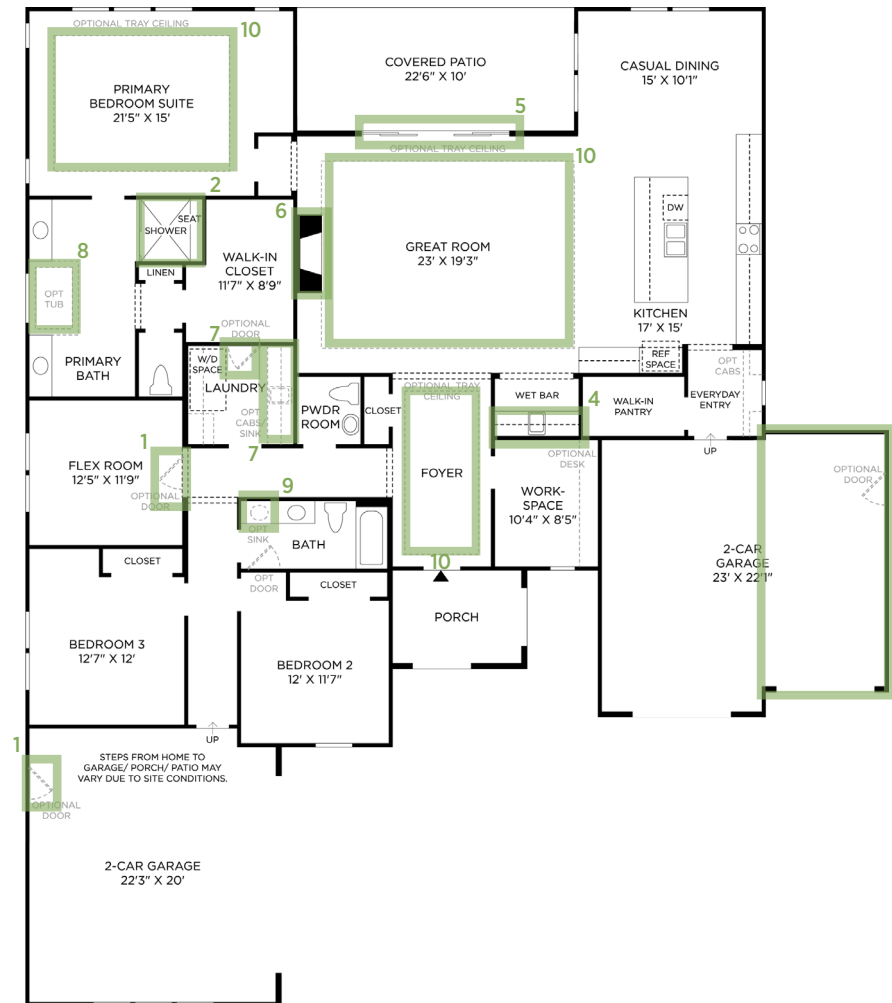 OPTIONAL TRAY CEILING
10
PRIMARY
BEDROOM SUITE
21'5" X 15'
COVERED PATIO
22'6" X 10'
CASUAL DINING
15' X 10'1"
5
OPTIONAL TRAY CEILING
10
2
SEAT
SHOWER
6
DW
8
LINEN
WALK-IN
CLOSET
11'7" X 8'9"
GREAT ROOM
23' X 19'3"
OPT
TUB
KITCHEN
17' X 15'
OPTIONAL
DOOR
7
PRIMARY
BATH
W/D
SPACE
LAUNDRY
REF
SPACE
OPT
CABS
OPT
CABS/
SINK
PWDR
ROOM
CLOSET
OPTIONAL TRAY
CEILING
WET BAR
4
WALK-IN
PANTRY
EVERYDAY
ENTRY
UP
1
7
FLEX ROOM
12'5" X 11'9"
OPTIONAL
DOOR
FOYER
OPTIONAL
DESK
WORK-
SPACE
10'4" X 8'5"
OPTIONAL
DOOR
9
OPT
SINK
BATH
OPT
DOOR
10
2-CAR
GARAGE
23' X 22'1"
CLOSET
CLOSET
PORCH
BEDROOM 3
12'7" X 12'
BEDROOM 2
12' X 11'7"
UP
1
STEPS FROM HOME TO
GARAGE/ PORCH/ PATIO MAY
VARY DUE TO SITE CONDITIONS.
OPTIONAL
DOOR
2-CAR GARAGE
22'3" X 20'